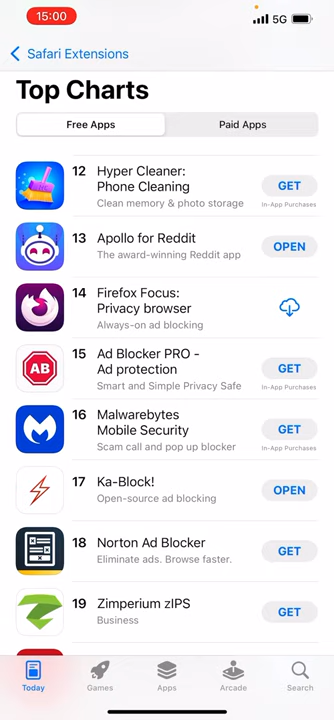 15:00
5G
Safari Extensions
Top Charts
Free Apps
Paid Apps
12 Hyper Cleaner:
Phone Cleaning
Clean memory & photo storage
GET
In-App Purchases
13 Apollo for Reddit
The award-winning Reddit app
OPEN
14 Firefox Focus:
Privacy browser
Always-on ad blocking
AB
15 Ad Blocker PRO -
Ad protection
Smart and Simple Privacy Safe
GET
In-App Purchases
16 Malwarebytes
Mobile Security
Scam call and pop up blocker
GET
In-App Purchases
17 Ka-Block!
Open-source ad blocking
OPEN
18 Norton Ad Blocker
Eliminate ads. Browse faster.
GET
19 Zimperium zIPS
Business
GET
Today
Games
Apps
Arcade
Search